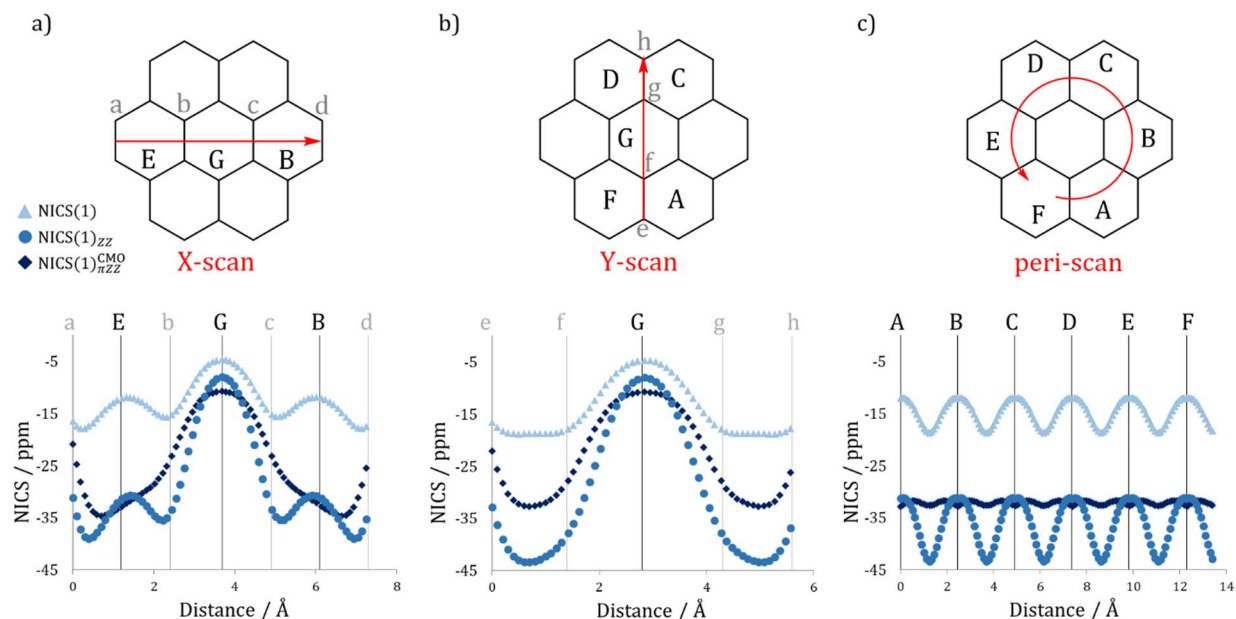 a)
b)
c)
a b c d
E G B
h
D C
g
G
f
F A
e
D C
E B
F A
NICS(1)
NICS(1)ZZ
NICS(1)CMOπZZ
X-scan
Y-scan
peri-scan
a E b G c B d
e f G g h
A B C D E F
NICS / ppm
-5
-15
-25
-35
-45
0 2 4 6 8
Distance / Å
NICS / ppm
-5
-15
-25
-35
-45
0 2 4 6
Distance / Å
NICS / ppm
-5
-15
-25
-35
-45
0 2 4 6 8 10 12 14
Distance / Å